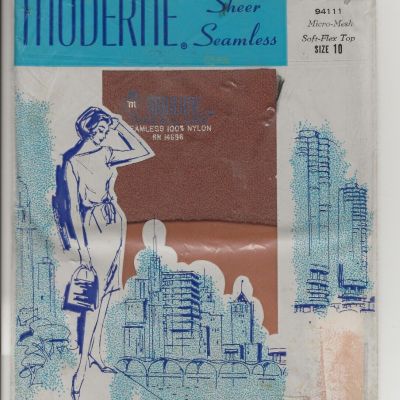 MODERNE®
Sheer
Seamless
94111
Micro-Mesh
Soft-Flex Top
SIZE 10
m
SEAMLESS 100% NYLON
RN 14696